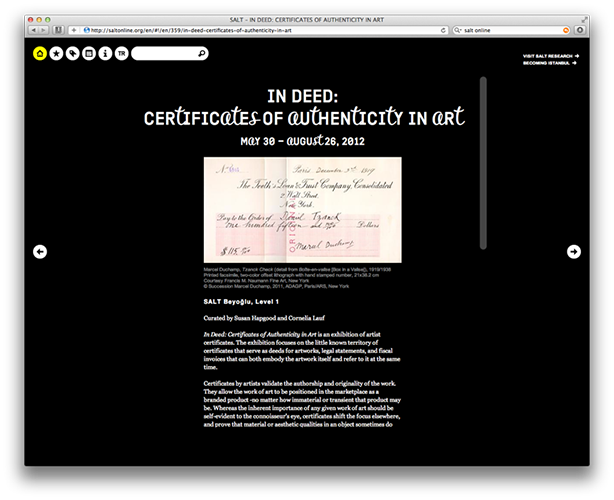 SALT – IN DEED: CERTIFICATES OF AUTHENTICITY IN ART
http://saltonline.org/en/#!/en/359/in-deed-certificates-of-authenticity-in-art
salt online
TR
VISIT SALT RESEARCH
BECOMING ISTANBUL
IN DEED:
CERTIFICATES OF AUTHENTICITY IN ART
MAY 30 – AUGUST 26, 2012
No
Paris December 3rd 1919
The Teeth's Loan & Trust Company, Consolidated
2 Wall Street.
New York.
Pay to the Order of Daniel Tzanck
one hundred fifteen and no/100 Dollars
$ 115.00
Marcel Duchamp
ORIGINAL
Marcel Duchamp, Tzanck Check (detail from Boîte-en-valise [Box in a Valise]), 1919/1938
Printed facsimile, two-color offset lithograph with hand stamped number, 21x38.2 cm
Courtesy Francis M. Naumann Fine Art, New York
© Succession Marcel Duchamp, 2011, ADAGP, Paris/ARS, New York
SALT Beyoğlu, Level 1
Curated by Susan Hapgood and Cornelia Lauf
In Deed: Certificates of Authenticity in Art is an exhibition of artist
certificates. The exhibition focuses on the little known territory of
certificates that serve as deeds for artworks, legal statements, and fiscal
invoices that can both embody the artwork itself and refer to it at the same
time.
Certificates by artists validate the authorship and originality of the work.
They allow the work of art to be positioned in the marketplace as a
branded product -no matter how immaterial or transient that product may
be. Whereas the inherent importance of any given work of art should be
self-evident to the connoisseur's eye, certificates shift the focus elsewhere,
and prove that material or aesthetic qualities in an object sometimes do